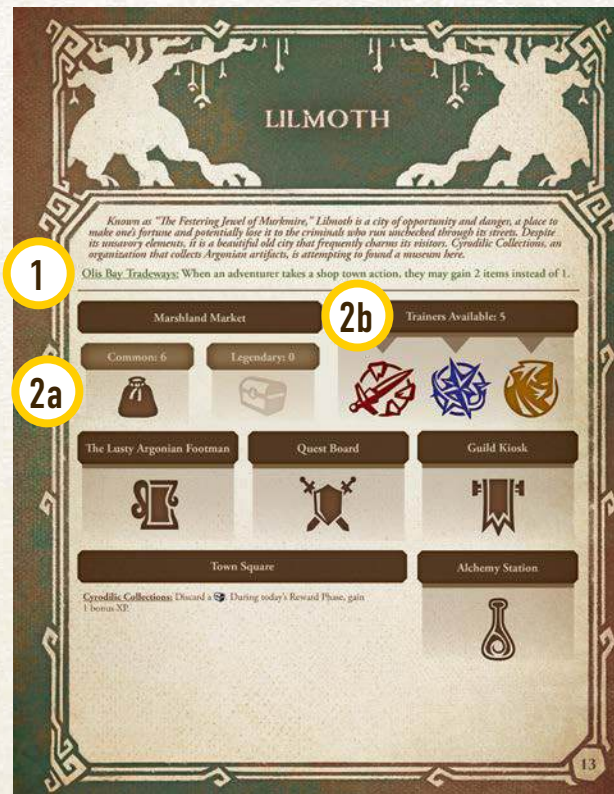 LILMOTH
Known as "The Festering Jewel of Murkmire," Lilmoth is a city of opportunity and danger, a place to
make one's fortune and potentially lose it to the criminals who run unchecked through its streets. Despite
its unsavory elements, it is a beautiful old city that frequently charms its visitors. Cyrodilic Collections, an
organization that collects Argonian artifacts, is attempting to found a museum here.
1
Olis Bay Tradeways: When an adventurer takes a shop town action, they may gain 2 items instead of 1.
Marshland Market
2b
Trainers Available: 5
Common: 6
Legendary: 0
2a
The Lusty Argonian Footman
Quest Board
Guild Kiosk
Town Square
Alchemy Station
Cyrodilic Collections: Discard a . During today's Reward Phase, gain
1 bonus XP.
13